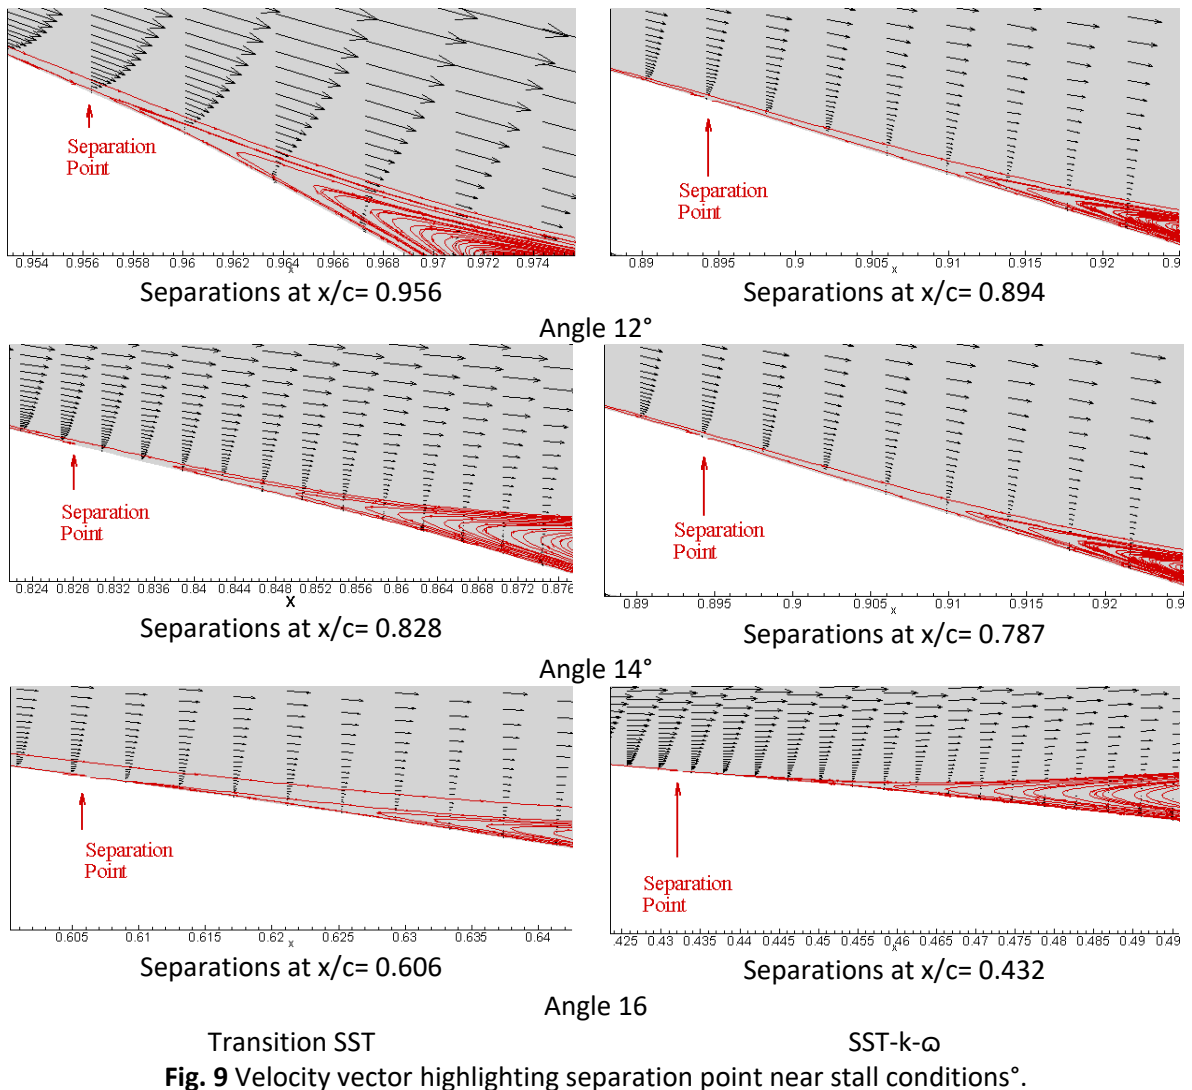 Separation
Point
0.954 0.956 0.958 0.96 0.962 0.964 0.966 0.968 0.97 0.972 0.974
x
Separations at x/c= 0.956
Separation
Point
0.89 0.895 0.9 0.905 0.91 0.915 0.92 0.9
x
Separations at x/c= 0.894
Angle 12°
Separation
Point
0.824 0.828 0.832 0.836 0.84 0.844 0.848 0.852 0.856 0.86 0.864 0.868 0.872 0.876
x
Separations at x/c= 0.828
Separation
Point
0.89 0.895 0.9 0.905 0.91 0.915 0.92 0.9
x
Separations at x/c= 0.787
Angle 14°
Separation
Point
0.605 0.61 0.615 0.62 0.625 0.63 0.635 0.64
x
Separations at x/c= 0.606
Separation
Point
.425 0.43 0.435 0.44 0.445 0.45 0.455 0.46 0.465 0.47 0.475 0.48 0.485 0.49 0.49
x
Separations at x/c= 0.432
Angle 16
Transition SST
SST-k-ϖ
Fig. 9 Velocity vector highlighting separation point near stall conditions°.